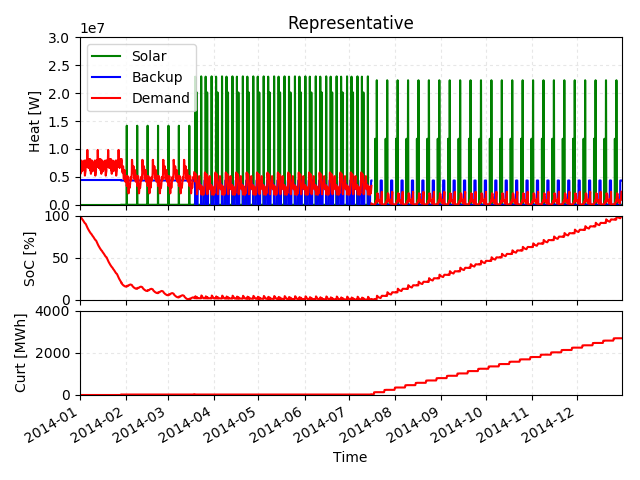 Representative
1e7
3.0
2.5
2.0
1.5
1.0
0.5
0.0
Heat [W]
Solar
Backup
Demand
100
50
0
SoC [%]
4000
2000
0
Curt [MWh]
2014-01
2014-02
2014-03
2014-04
2014-05
2014-06
2014-07
2014-08
2014-09
2014-10
2014-11
2014-12
Time